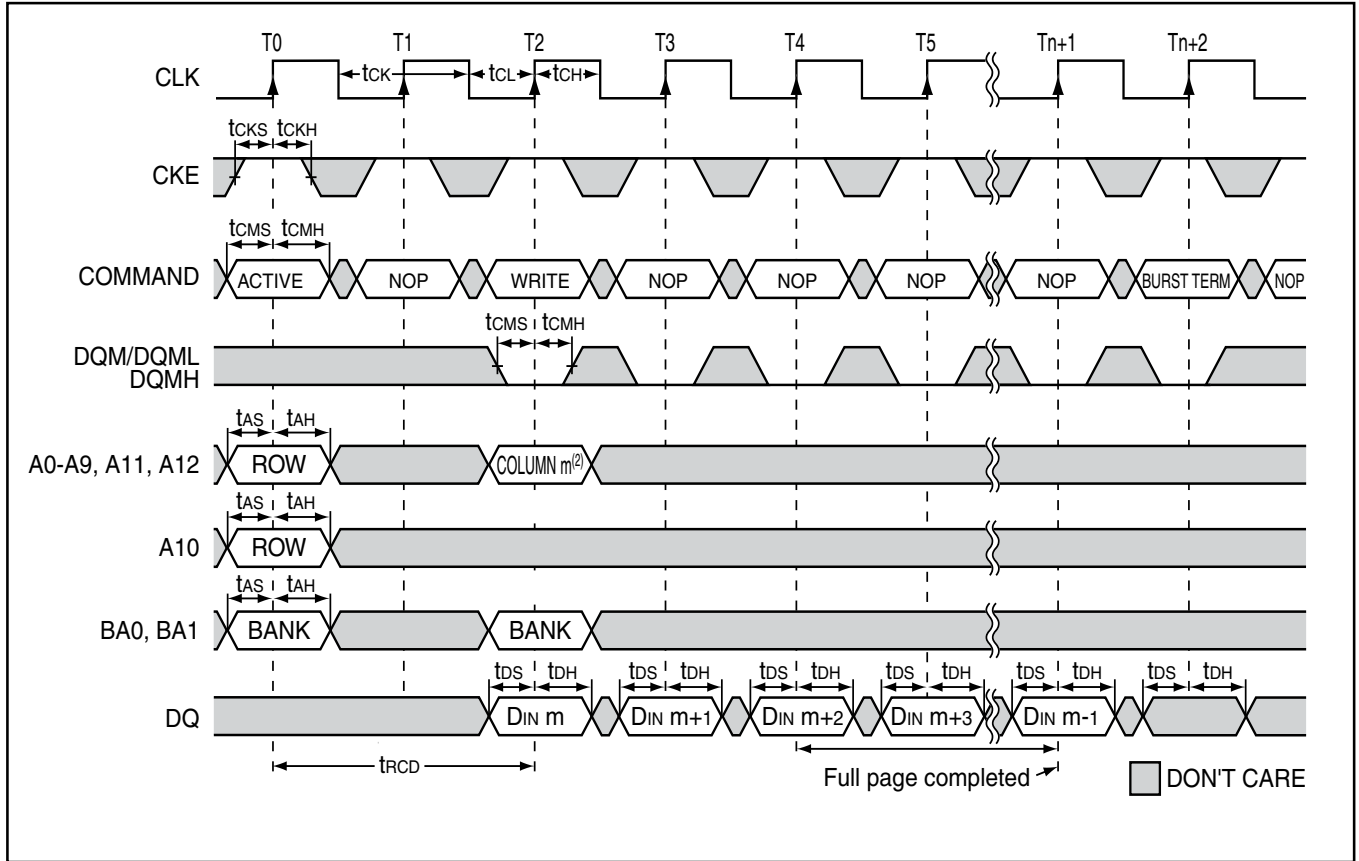 T0 T1 T2 T3 T4 T5 Tn+1 Tn+2
CLK tCK tCL tCH
tCKS tCKH
CKE
tCMS tCMH
COMMAND ACTIVE NOP WRITE NOP NOP NOP NOP BURST TERM NOP
tCMS tCMH
DQM/DQML
DQMH
tAS tAH
A0-A9, A11, A12 ROW COLUMN m(2)
tAS tAH
A10 ROW
tAS tAH
BA0, BA1 BANK BANK
tDS tDH tDS tDH tDS tDH tDS tDH tDS tDH tDS tDH
DQ DIN m DIN m+1 DIN m+2 DIN m+3 DIN m-1
tRCD
Full page completed DON'T CARE